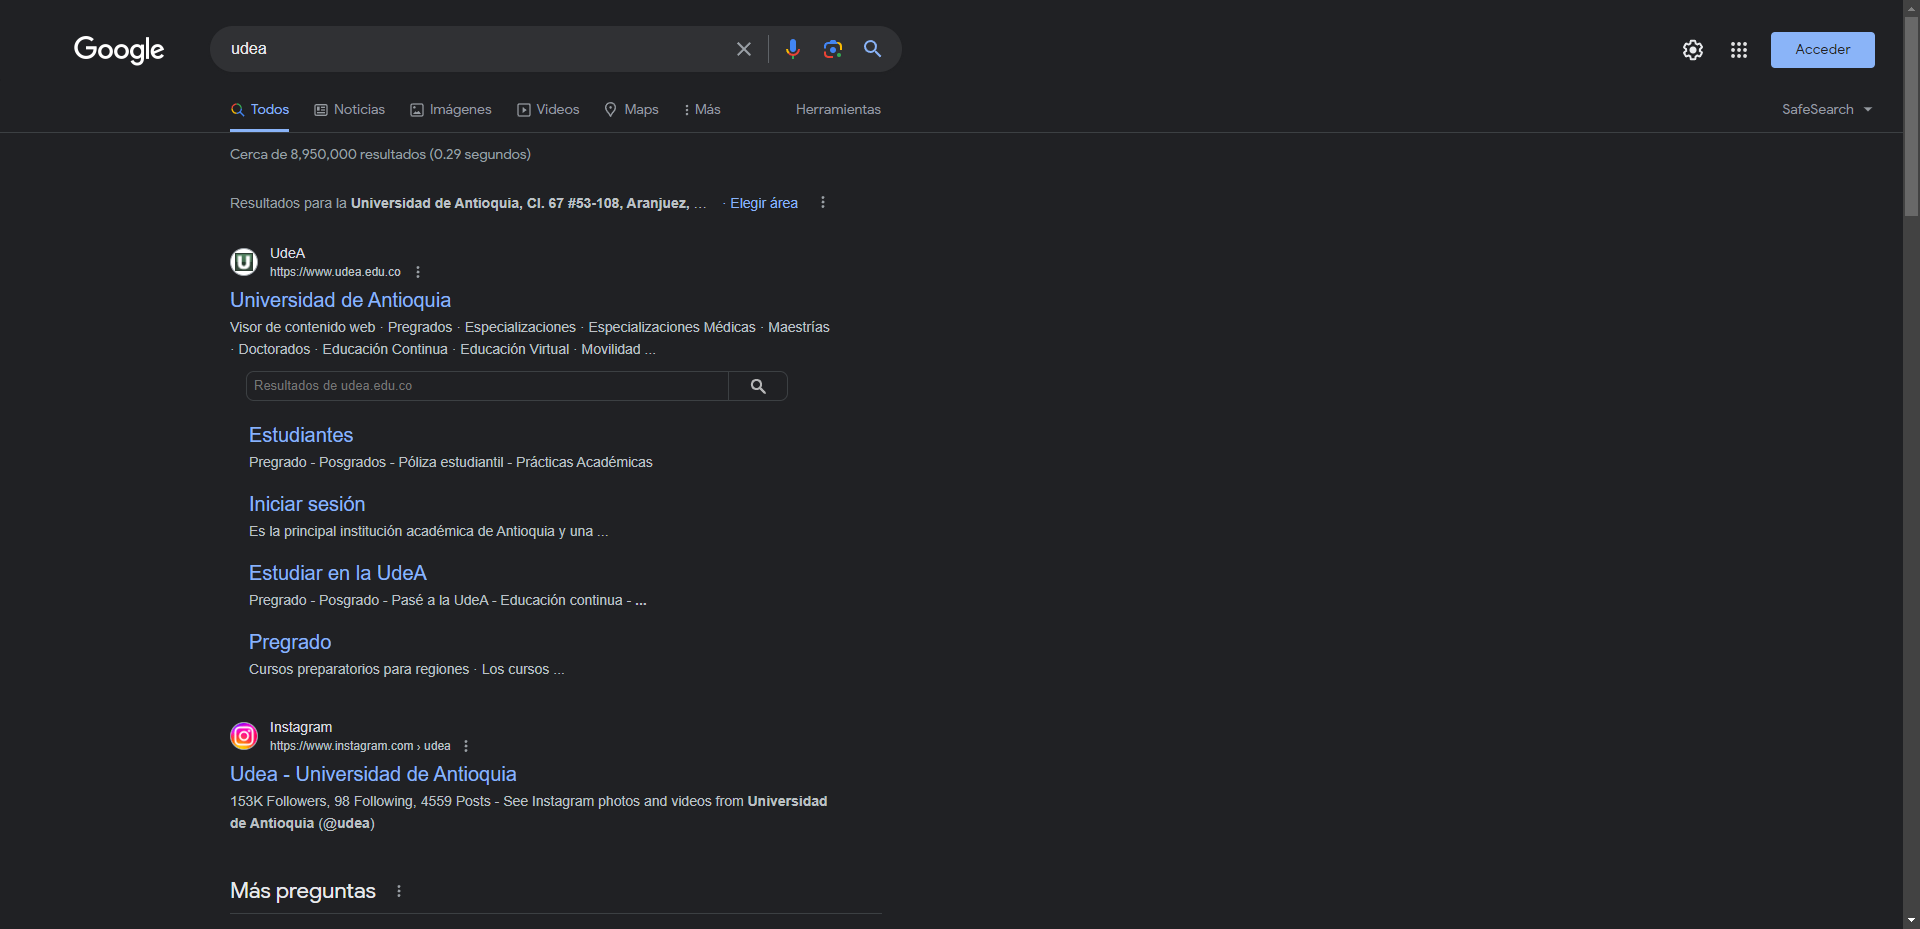 Google
udea
Acceder
Todos
Noticias
Imágenes
Videos
Maps
Más
Herramientas
SafeSearch
Cerca de 8,950,000 resultados (0.29 segundos)
Resultados para la Universidad de Antioquia, Cl. 67 #53-108, Aranjuez, ... · Elegir área
UdeA
https://www.udea.edu.co
Universidad de Antioquia
Visor de contenido web · Pregrados · Especializaciones · Especializaciones Médicas · Maestrías
· Doctorados · Educación Continua · Educación Virtual · Movilidad ...
Resultados de udea.edu.co
Estudiantes
Pregrado - Posgrados - Póliza estudiantil - Prácticas Académicas
Iniciar sesión
Es la principal institución académica de Antioquia y una ...
Estudiar en la UdeA
Pregrado - Posgrado - Pasé a la UdeA - Educación continua - ...
Pregrado
Cursos preparatorios para regiones · Los cursos ...
Instagram
https://www.instagram.com › udea
Udea - Universidad de Antioquia
153K Followers, 98 Following, 4559 Posts - See Instagram photos and videos from Universidad
de Antioquia (@udea)
Más preguntas